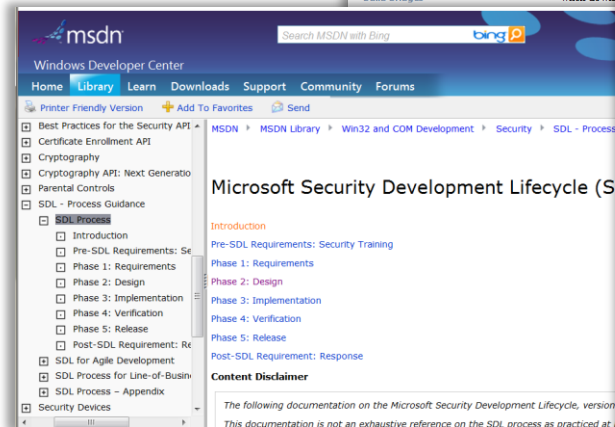 msdn
Search MSDN with Bing
bing
Windows Developer Center
Home Library Learn Downloads Support Community Forums
Printer Friendly Version Add To Favorites Send
Best Practices for the Security API
Certificate Enrollment API
Cryptography
Cryptography API: Next Generatio
Parental Controls
SDL - Process Guidance
SDL Process
Introduction
Pre-SDL Requirements: Se
Phase 1: Requirements
Phase 2: Design
Phase 3: Implementation
Phase 4: Verification
Phase 5: Release
Post-SDL Requirement: Re
SDL for Agile Development
SDL Process for Line-of-Busin
SDL Process – Appendix
Security Devices
MSDN MSDN Library Win32 and COM Development Security SDL - Process
Microsoft Security Development Lifecycle (S
Introduction
Pre-SDL Requirements: Security Training
Phase 1: Requirements
Phase 2: Design
Phase 3: Implementation
Phase 4: Verification
Phase 5: Release
Post-SDL Requirement: Response
Content Disclaimer
The following documentation on the Microsoft Security Development Lifecycle, version
This documentation is not an exhaustive reference on the SDL process as practiced at